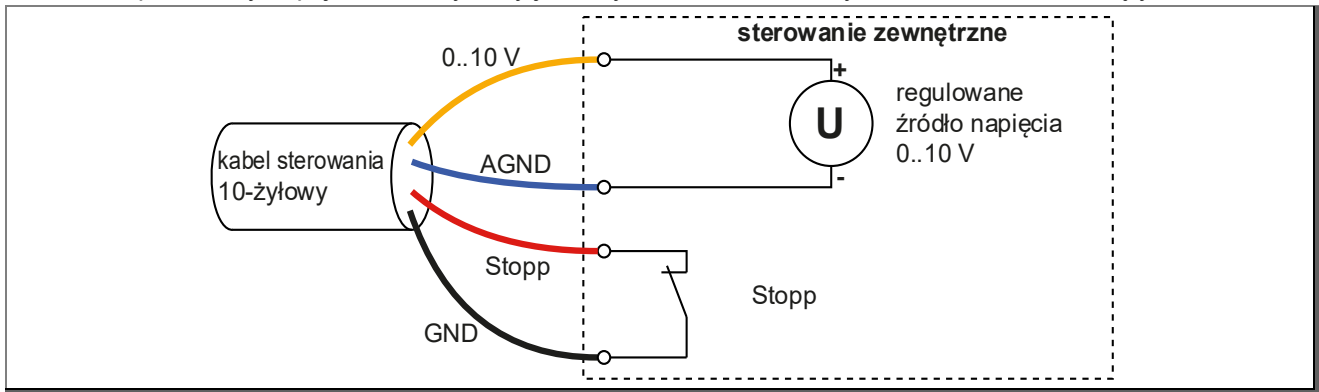 sterowanie zewnętrzne
0..10 V
+
U
regulowane
źródło napięcia
0..10 V
kabel sterowania
10-żyłowy
AGND
-
Stopp
Stopp
GND